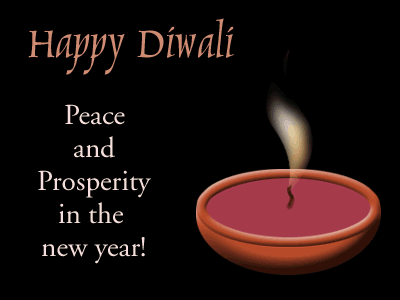 Happy Diwali
Peace
and
Prosperity
in the
new year!